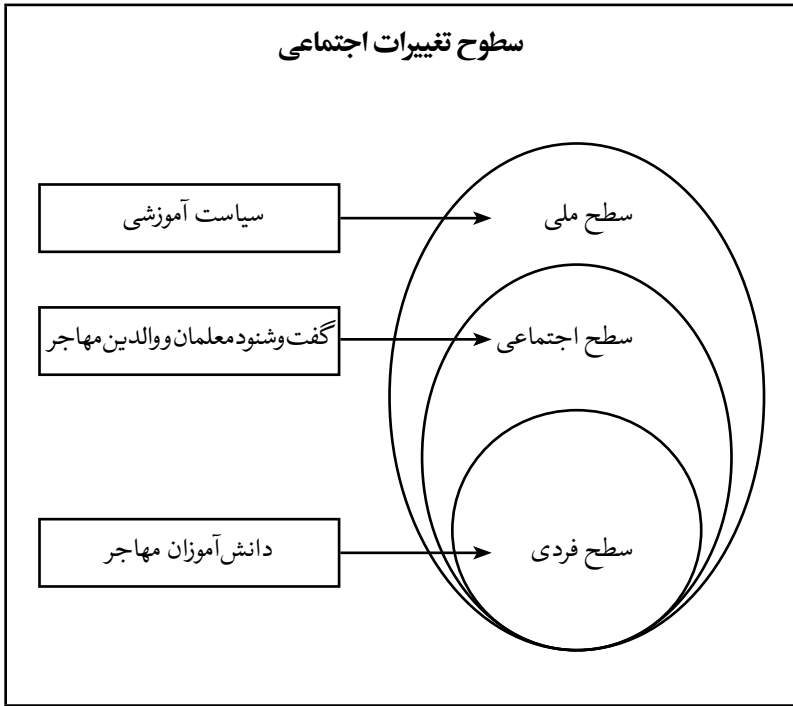 سطوح تغییرات اجتماعی
سطح ملی
سیاست آموزشی
سطح اجتماعی
گفت‌وشنود معلمان و والدین مهاجر
سطح فردی
دانش‌آموزان مهاجر